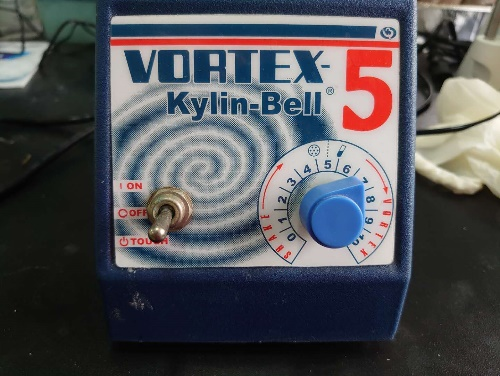 VORTEX-5
Kylin-Bell®
I ON
OFF
TOUCH
0 1 2 3 4 5 6 7 8 9 10
SHAKE
VORTEX